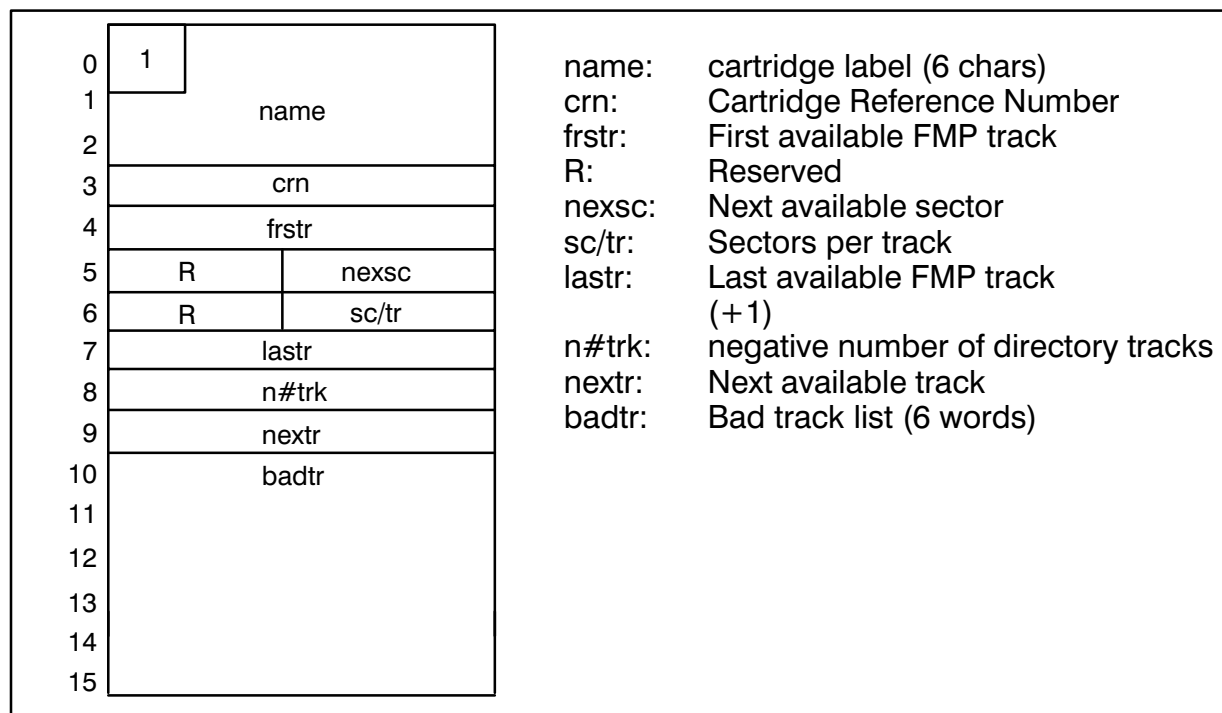 0 1
1 name
2
3 crn
4 frstr
5 R nexsc
6 R sc/tr
7 lastr
8 n#trk
9 nextr
10 badtr
11
12
13
14
15
name: cartridge label (6 chars)
crn: Cartridge Reference Number
frstr: First available FMP track
R: Reserved
nexsc: Next available sector
sc/tr: Sectors per track
lastr: Last available FMP track
(+1)
n#trk: negative number of directory tracks
nextr: Next available track
badtr: Bad track list (6 words)